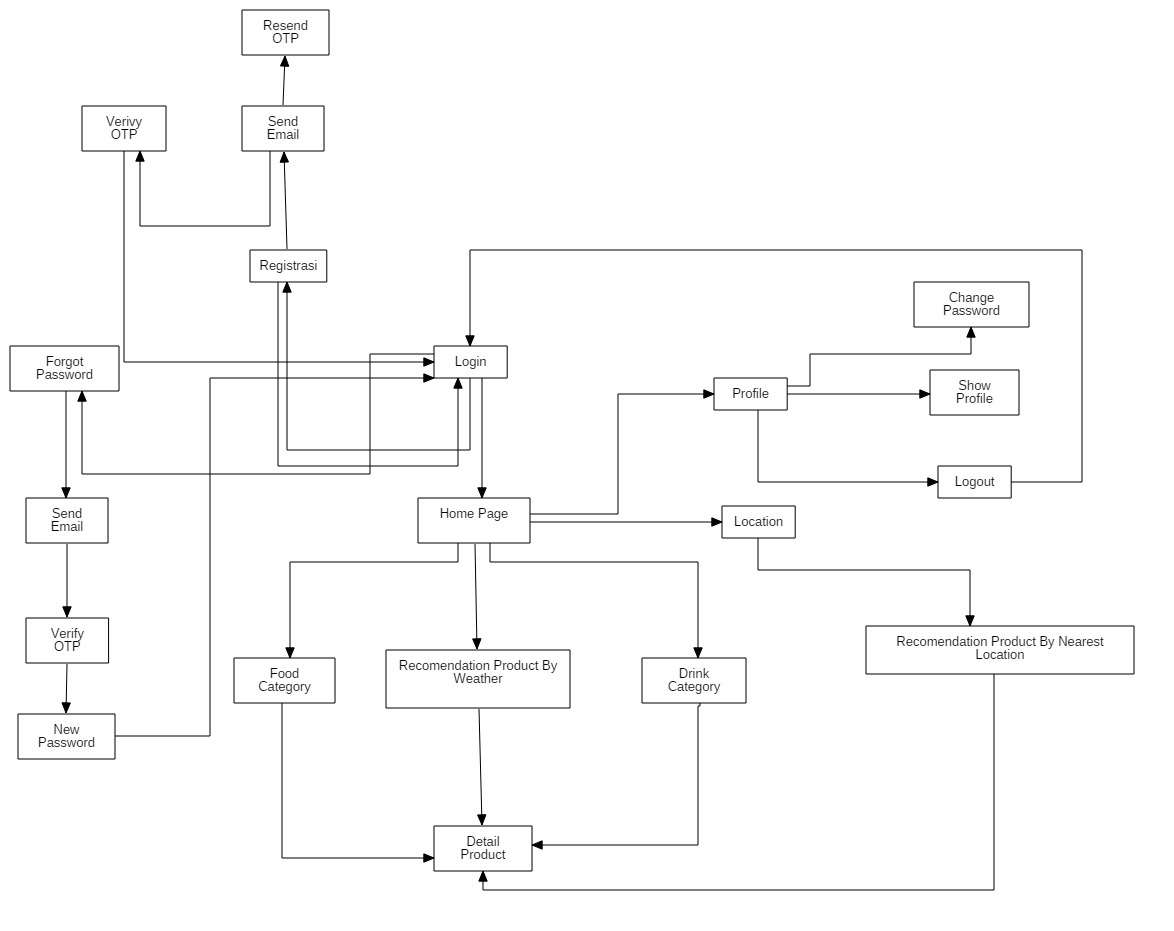 Resend
OTP
Verivy
OTP
Send
Email
Registrasi
Change
Password
Forgot
Password
Login
Profile
Show
Profile
Logout
Send
Email
Home Page
Location
Verify
OTP
Recomendation Product By Nearest
Location
Food
Category
Recomendation Product By
Weather
Drink
Category
New
Password
Detail
Product